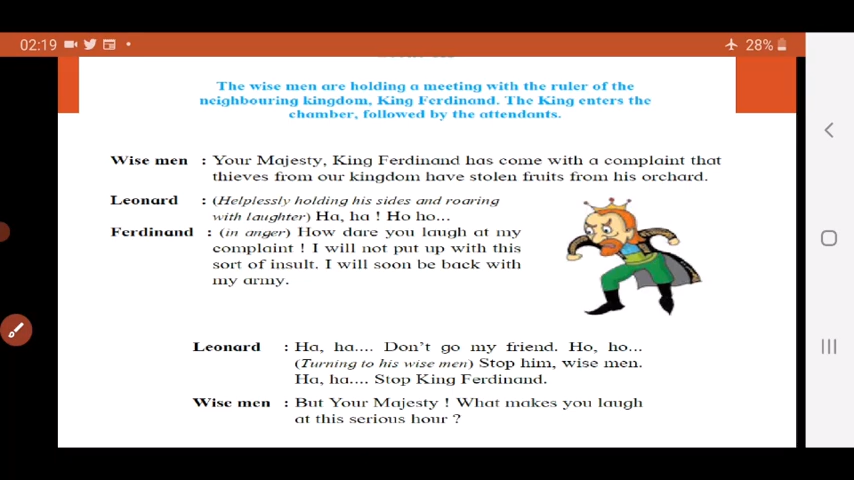 02:19
28%
The wise men are holding a meeting with the ruler of the
neighbouring kingdom, King Ferdinand. The King enters the
chamber, followed by the attendants.
Wise men : Your Majesty, King Ferdinand has come with a complaint that
thieves from our kingdom have stolen fruits from his orchard.
Leonard : (Helplessly holding his sides and roaring
with laughter) Ha, ha ! Ho ho...
Ferdinand : (in anger) How dare you laugh at my
complaint ! I will not put up with this
sort of insult. I will soon be back with
my army.
Leonard : Ha, ha.... Don't go my friend. Ho, ho...
(Turning to his wise men) Stop him, wise men.
Ha, ha.... Stop King Ferdinand.
Wise men : But Your Majesty ! What makes you laugh
at this serious hour ?